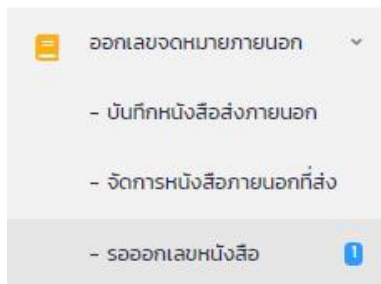 ออกเลขจดหมายภายนอก
- บันทึกหนังสือส่งภายนอก
- จัดการหนังสือภายนอกที่ส่ง
- รอออกเลขหนังสือ 1